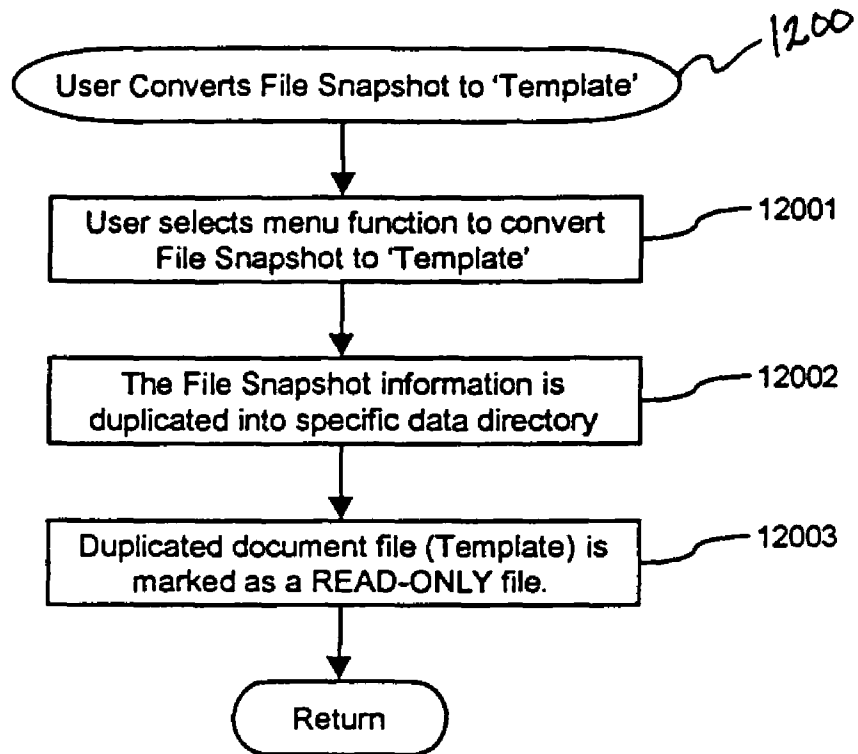 1200
User Converts File Snapshot to 'Template'
User selects menu function to convert
File Snapshot to 'Template'
12001
The File Snapshot information is
duplicated into specific data directory
12002
Duplicated document file (Template) is
marked as a READ-ONLY file.
12003
Return